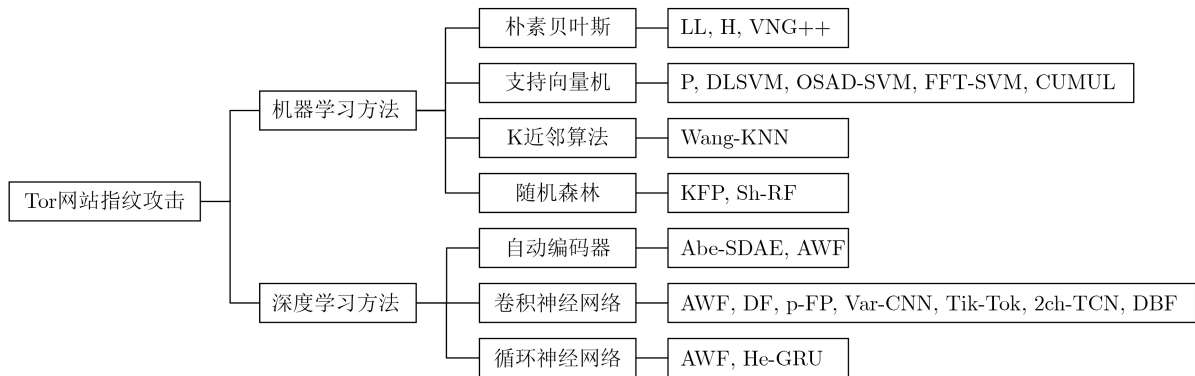 Tor网站指纹攻击
机器学习方法
朴素贝叶斯
LL, H, VNG++
支持向量机
P, DLSVM, OSAD-SVM, FFT-SVM, CUMUL
K近邻算法
Wang-KNN
随机森林
KFP, Sh-RF
深度学习方法
自动编码器
Abe-SDAE, AWF
卷积神经网络
AWF, DF, p-FP, Var-CNN, Tik-Tok, 2ch-TCN, DBF
循环神经网络
AWF, He-GRU